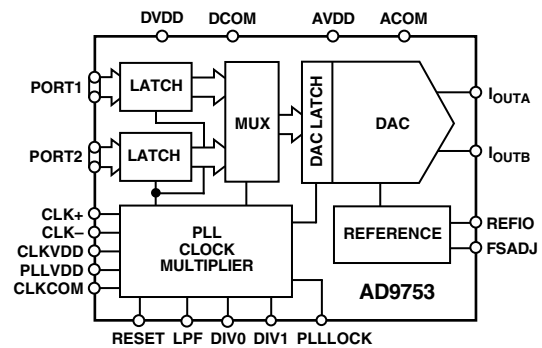 DVDD DCOM AVDD ACOM
PORT1
LATCH
PORT2
LATCH
MUX
DAC LATCH
DAC
IOUTA
IOUTB
CLK+
CLK–
CLKVDD
PLLVDD
CLKCOM
PLL
CLOCK
MULTIPLIER
REFERENCE
REFIO
FSADJ
AD9753
RESET LPF DIV0 DIV1 PLLLOCK